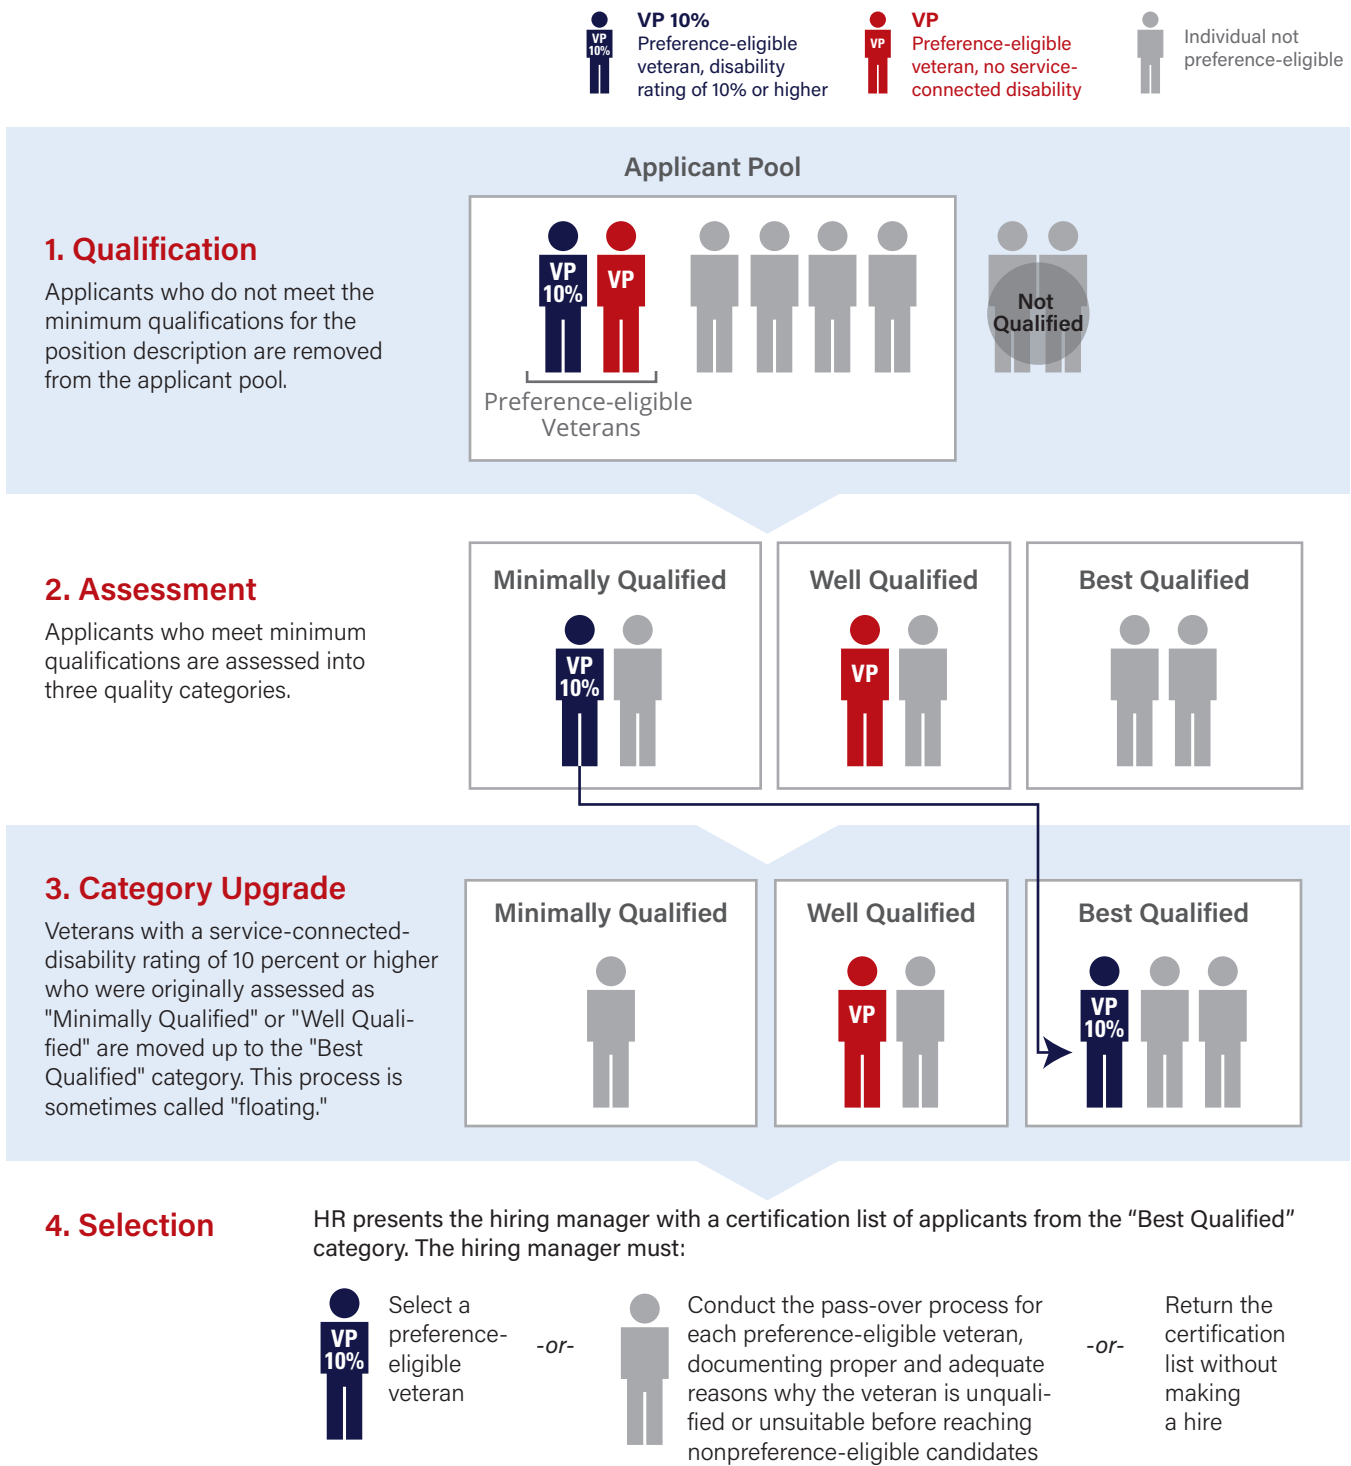 VP 10%
Preference-eligible
veteran, disability
rating of 10% or higher
VP
10%
VP
Preference-eligible
veteran, no service-
connected disability
VP
Individual not
preference-eligible
Applicant Pool
1. Qualification
Applicants who do not meet the
minimum qualifications for the
position description are removed
from the applicant pool.
VP
10%
VP
Preference-eligible
Veterans
Not
Qualified
2. Assessment
Applicants who meet minimum
qualifications are assessed into
three quality categories.
Minimally Qualified
VP
10%
Well Qualified
VP
Best Qualified
3. Category Upgrade
Veterans with a service-connected-
disability rating of 10 percent or higher
who were originally assessed as
"Minimally Qualified" or "Well Quali-
fied" are moved up to the "Best
Qualified" category. This process is
sometimes called "floating."
Minimally Qualified
Well Qualified
VP
Best Qualified
VP
10%
4. Selection
HR presents the hiring manager with a certification list of applicants from the “Best Qualified”
category. The hiring manager must:
VP
10%
Select a
preference-
eligible
veteran
-or-
Conduct the pass-over process for
each preference-eligible veteran,
documenting proper and adequate
reasons why the veteran is unquali-
fied or unsuitable before reaching
nonpreference-eligible candidates
-or-
Return the
certification
list without
making
a hire